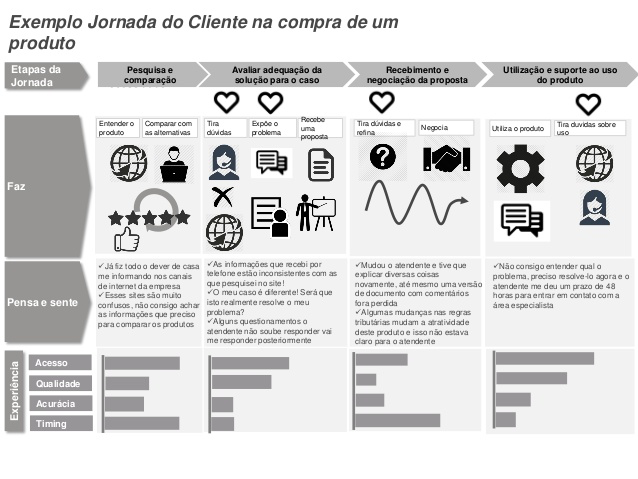 Exemplo Jornada do Cliente na compra de um
produto
Etapas da
Jornada
Pesquisa e
comparação
Avaliar adequação da
solução para o caso
Recebimento e
negociação da proposta
Utilização e suporte ao uso
do produto
Faz
Entender o
produto
Comparar com
as alternativas
Tira
dúvidas
Expõe o
problema
Recebe
uma
proposta
Tira dúvidas e
refina
Negocia
Utiliza o produto
Tira duvidas sobre
uso
Pensa e sente
✓Já fiz todo o dever de casa
me informando nos canais
de internet da empresa
✓Esses sites são muito
confusos, não consigo achar
as informações que preciso
para comparar os produtos
✓As informações que recebi por
telefone estão inconsistentes com as
que pesquisei no site!
✓O meu caso é diferente! Será que
isto realmente resolve o meu
problema?
✓Alguns questionamentos o
atendente não soube responder vai
me responder posteriormente
✓Mudou o atendente e tive que
explicar diversas coisas
novamente, até mesmo uma versão
de documento com comentários
fora perdida
✓Algumas mudanças nas regras
tributárias mudam a atratividade
deste produto e isso não estava
claro para o atendente
✓Não consigo entender qual o
problema, preciso resolve-lo agora e o
atendente me deu um prazo de 48
horas para entrar em contato com a
área especialista
Experiência
Acesso
Qualidade
Acurácia
Timing